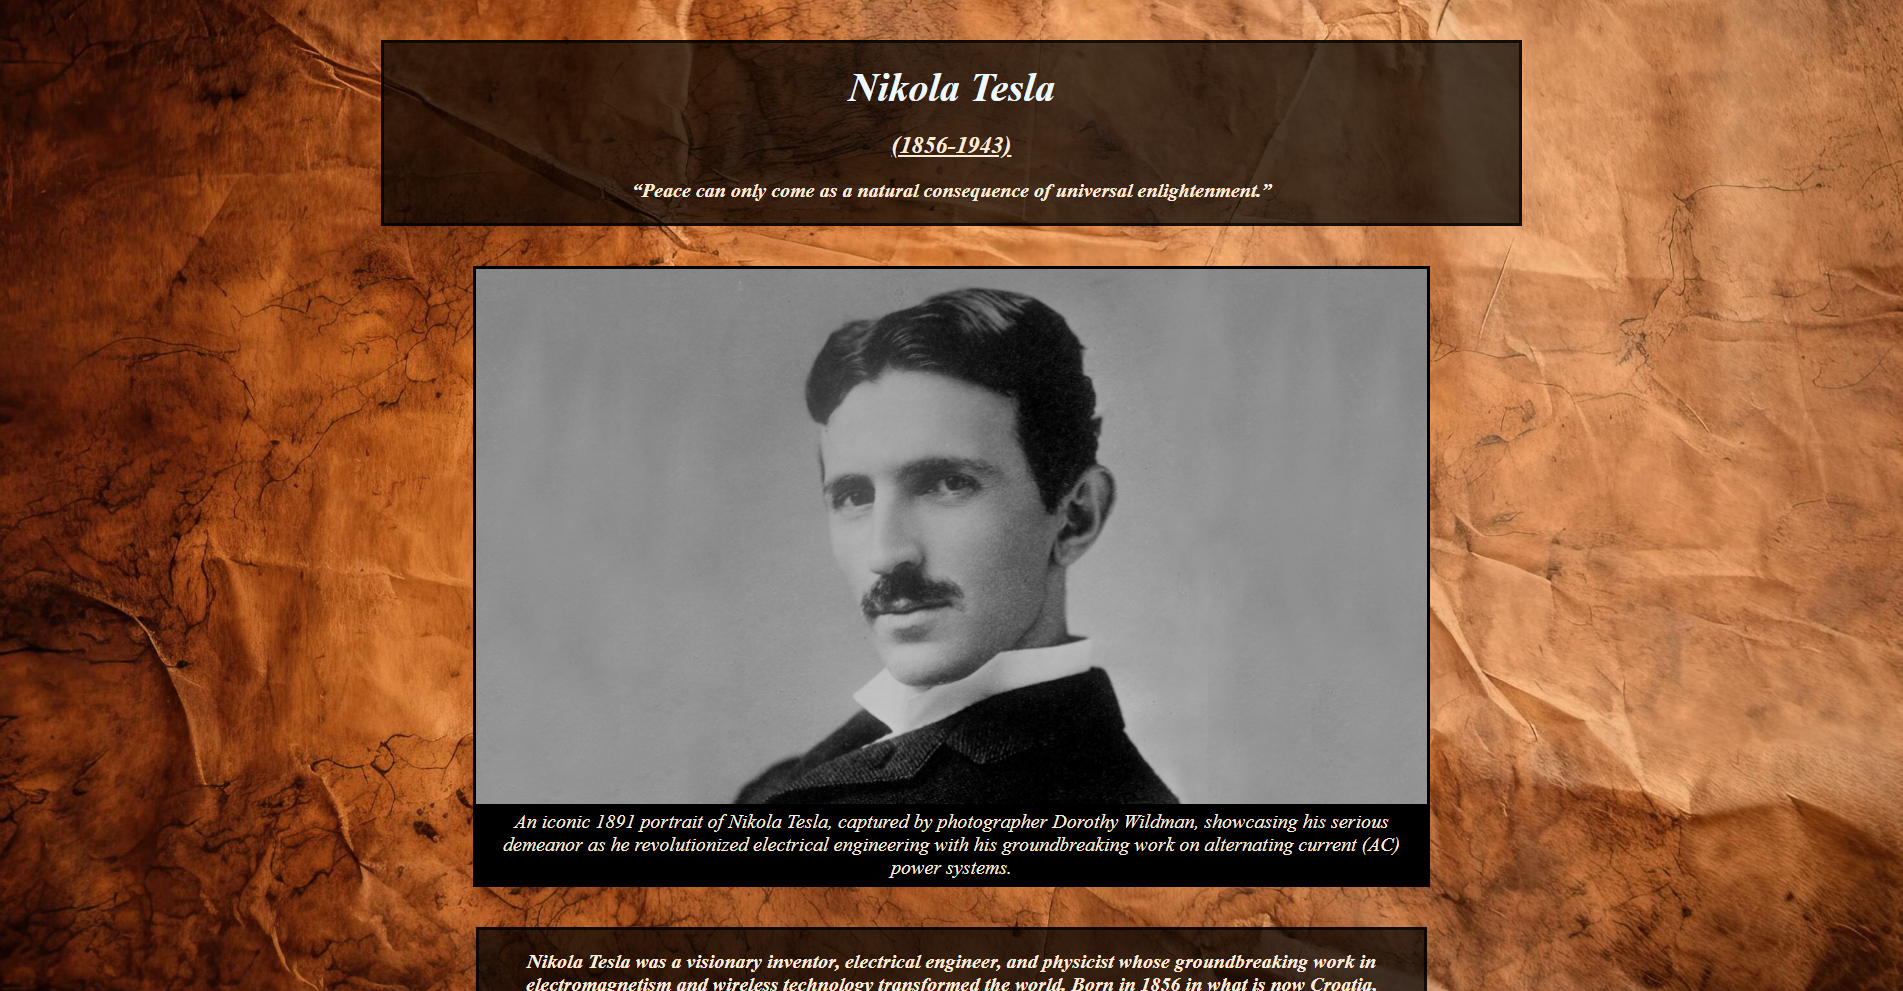 Nikola Tesla
(1856-1943)
“Peace can only come as a natural consequence of universal enlightenment.”
An iconic 1891 portrait of Nikola Tesla, captured by photographer Dorothy Wildman, showcasing his serious
demeanor as he revolutionized electrical engineering with his groundbreaking work on alternating current (AC)
power systems.
Nikola Tesla was a visionary inventor, electrical engineer, and physicist whose groundbreaking work in
electromagnetism and wireless technology transformed the world. Born in 1856 in what is now Croatia,